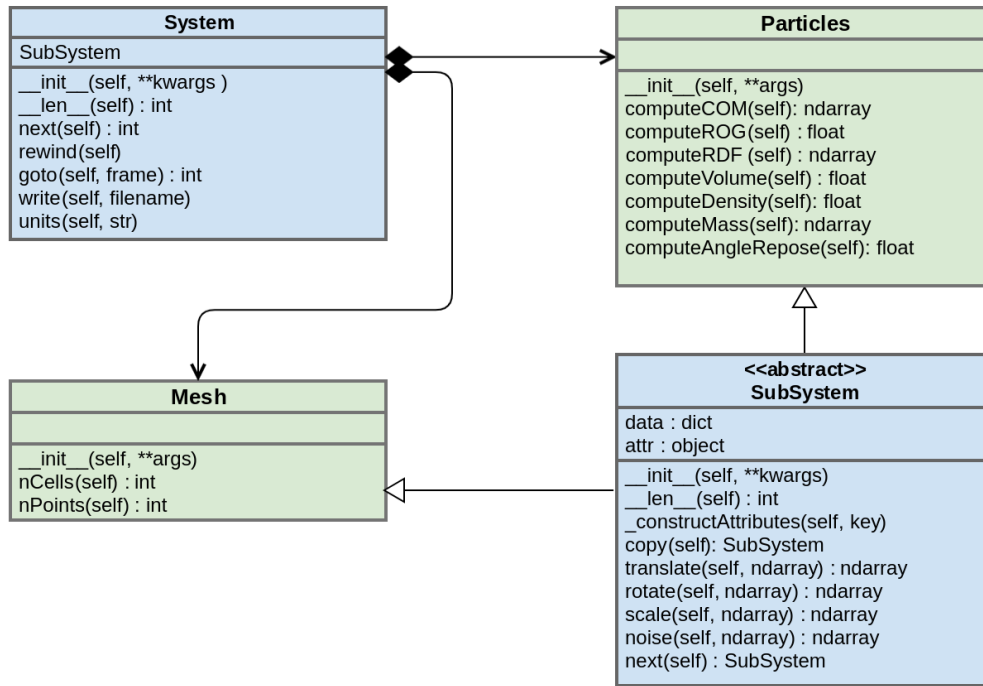 System
SubSystem
__init__(self, **kwargs )
__len__(self) : int
next(self) : int
rewind(self)
goto(self, frame) : int
write(self, filename)
units(self, str)
Particles
__init__(self, **args)
computeCOM(self): ndarray
computeROG(self) : float
computeRDF (self) : ndarray
computeVolume(self) : float
computeDensity(self): float
computeMass(self): ndarray
computeAngleRepose(self): float
Mesh
__init__(self, **args)
nCells(self) : int
nPoints(self) : int
<<abstract>>
SubSystem
data : dict
attr : object
__init__(self, **kwargs)
__len__(self) : int
_constructAttributes(self, key)
copy(self): SubSystem
translate(self, ndarray) : ndarray
rotate(self, ndarray) : ndarray
scale(self, ndarray) : ndarray
noise(self, ndarray) : ndarray
next(self) : SubSystem